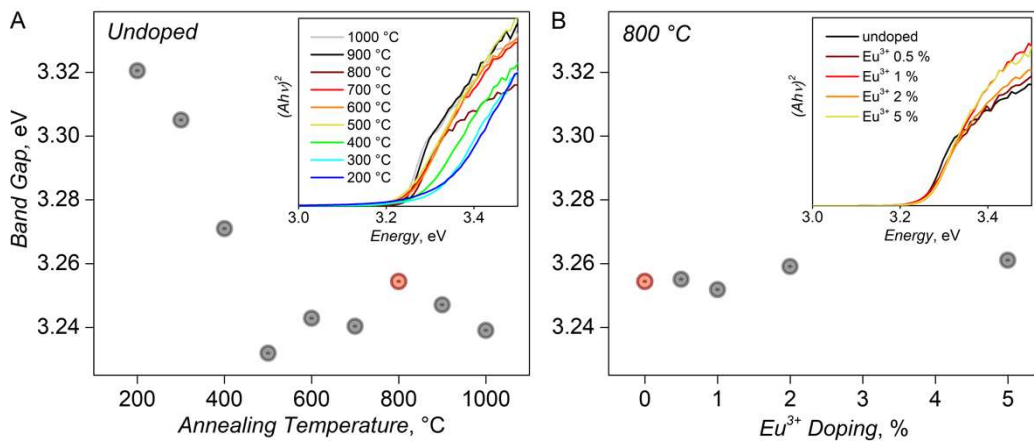 A
Undoped
Band Gap, eV
3.32
3.30
3.28
3.26
3.24
200
400
600
800
1000
Annealing Temperature, °C
(Ahν)²
1000 °C
900 °C
800 °C
700 °C
600 °C
500 °C
400 °C
300 °C
200 °C
3.0
3.2
3.4
Energy, eV
B
800 °C
3.32
3.30
3.28
3.26
3.24
0
1
2
3
4
5
Eu³⁺ Doping, %
(Ahν)²
undoped
Eu³⁺ 0.5 %
Eu³⁺ 1 %
Eu³⁺ 2 %
Eu³⁺ 5 %
3.0
3.2
3.4
Energy, eV